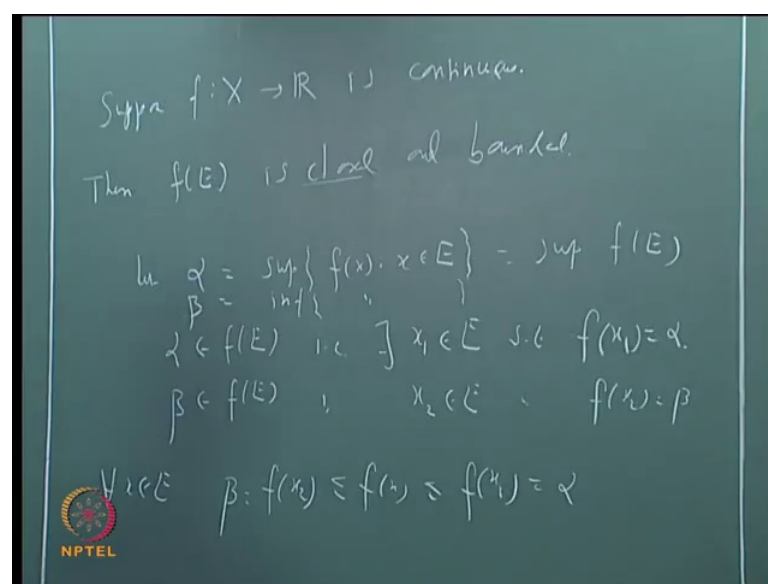 Suppose f : X → ℝ is continuous.
Then f(E) is closed and bounded.
Let α = sup{ f(x) : x ∈ E } = sup f(E)
β = inf{ " }
α ∈ f(E) i.e. ∃ x₁ ∈ E s.t f(x₁) = α.
β ∈ f(E) " x₂ ∈ E " f(x₂) = β
∀ x ∈ E β = f(x₂) ≤ f(x) ≤ f(x₁) = α
NPTEL